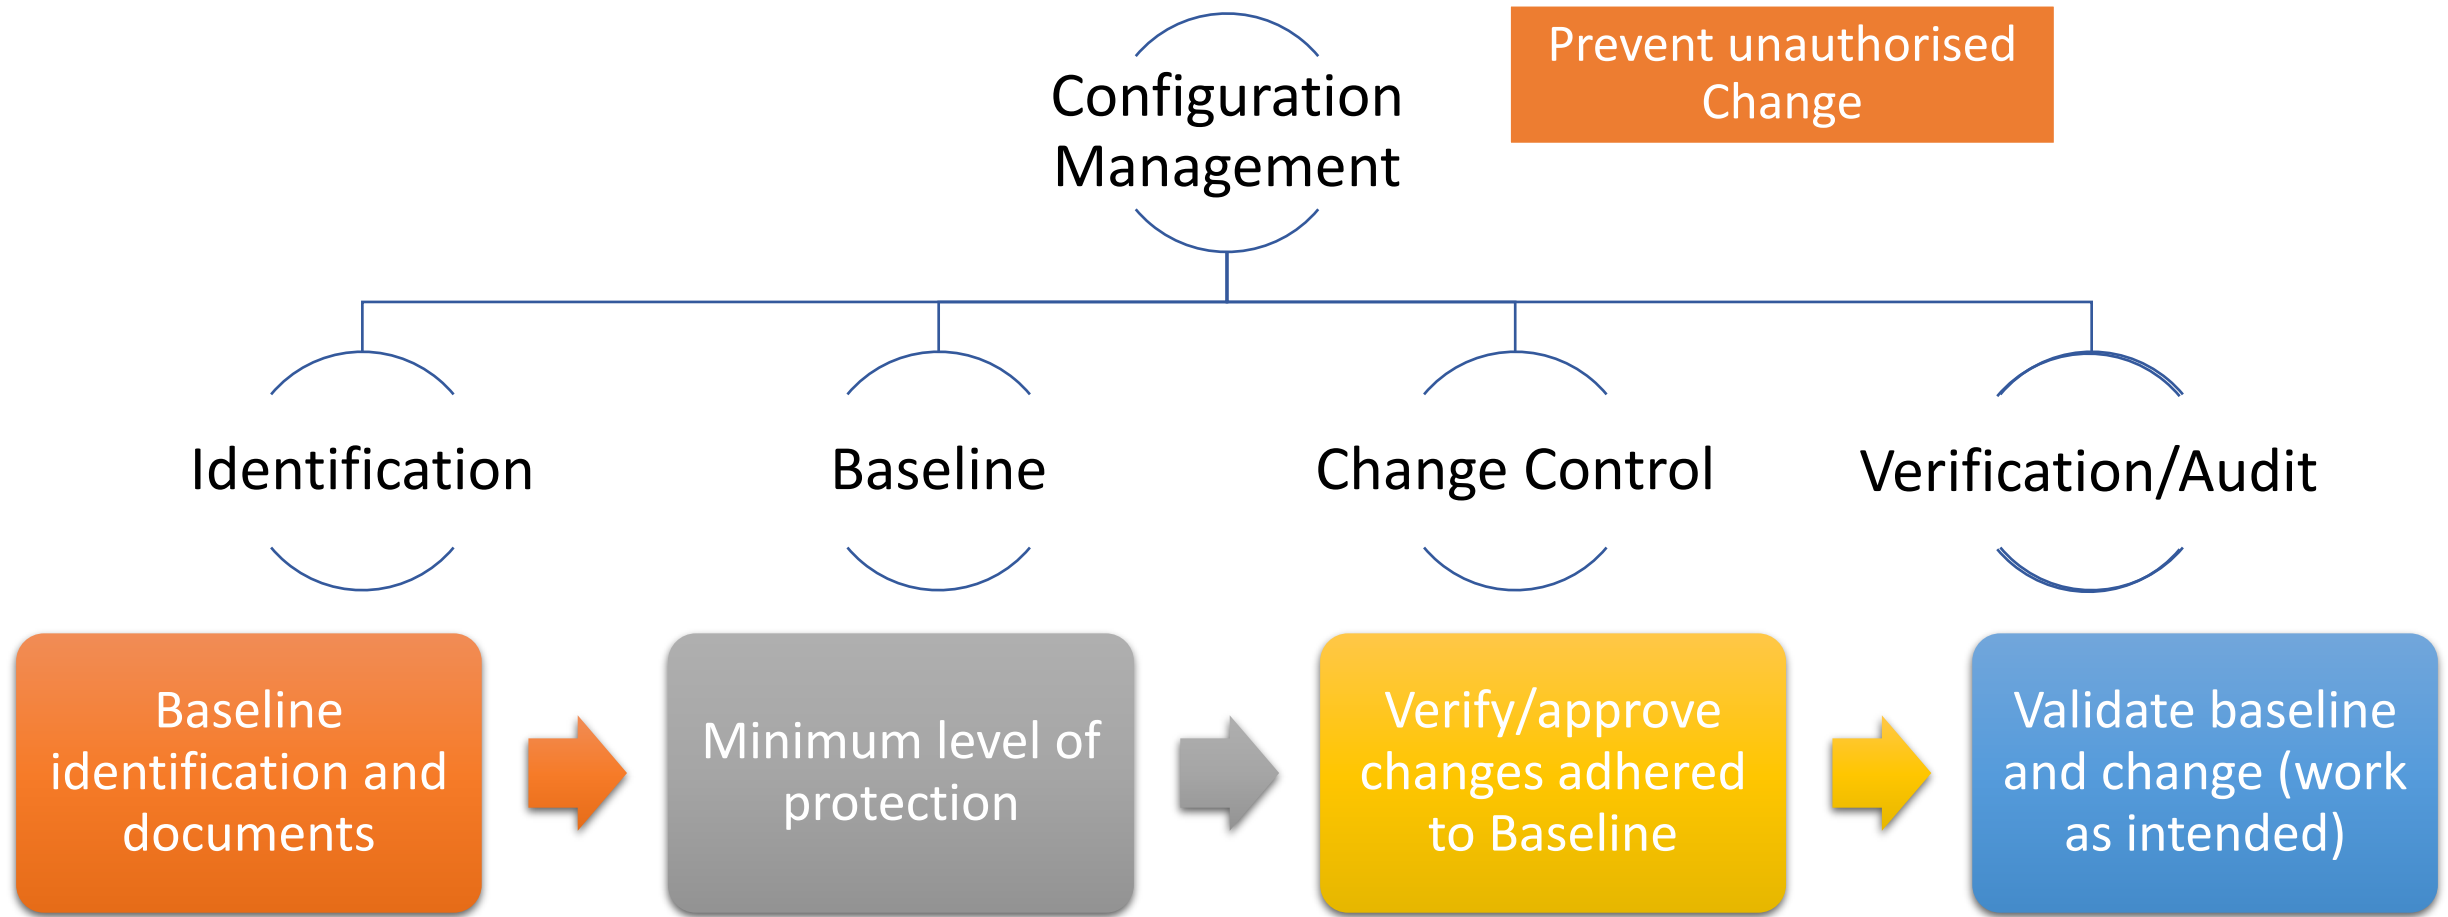 Configuration
Management
Prevent unauthorised
Change
Identification
Baseline
Change Control
Verification/Audit
Baseline
identification and
documents
Minimum level of
protection
Verify/approve
changes adhered
to Baseline
Validate baseline
and change (work
as intended)